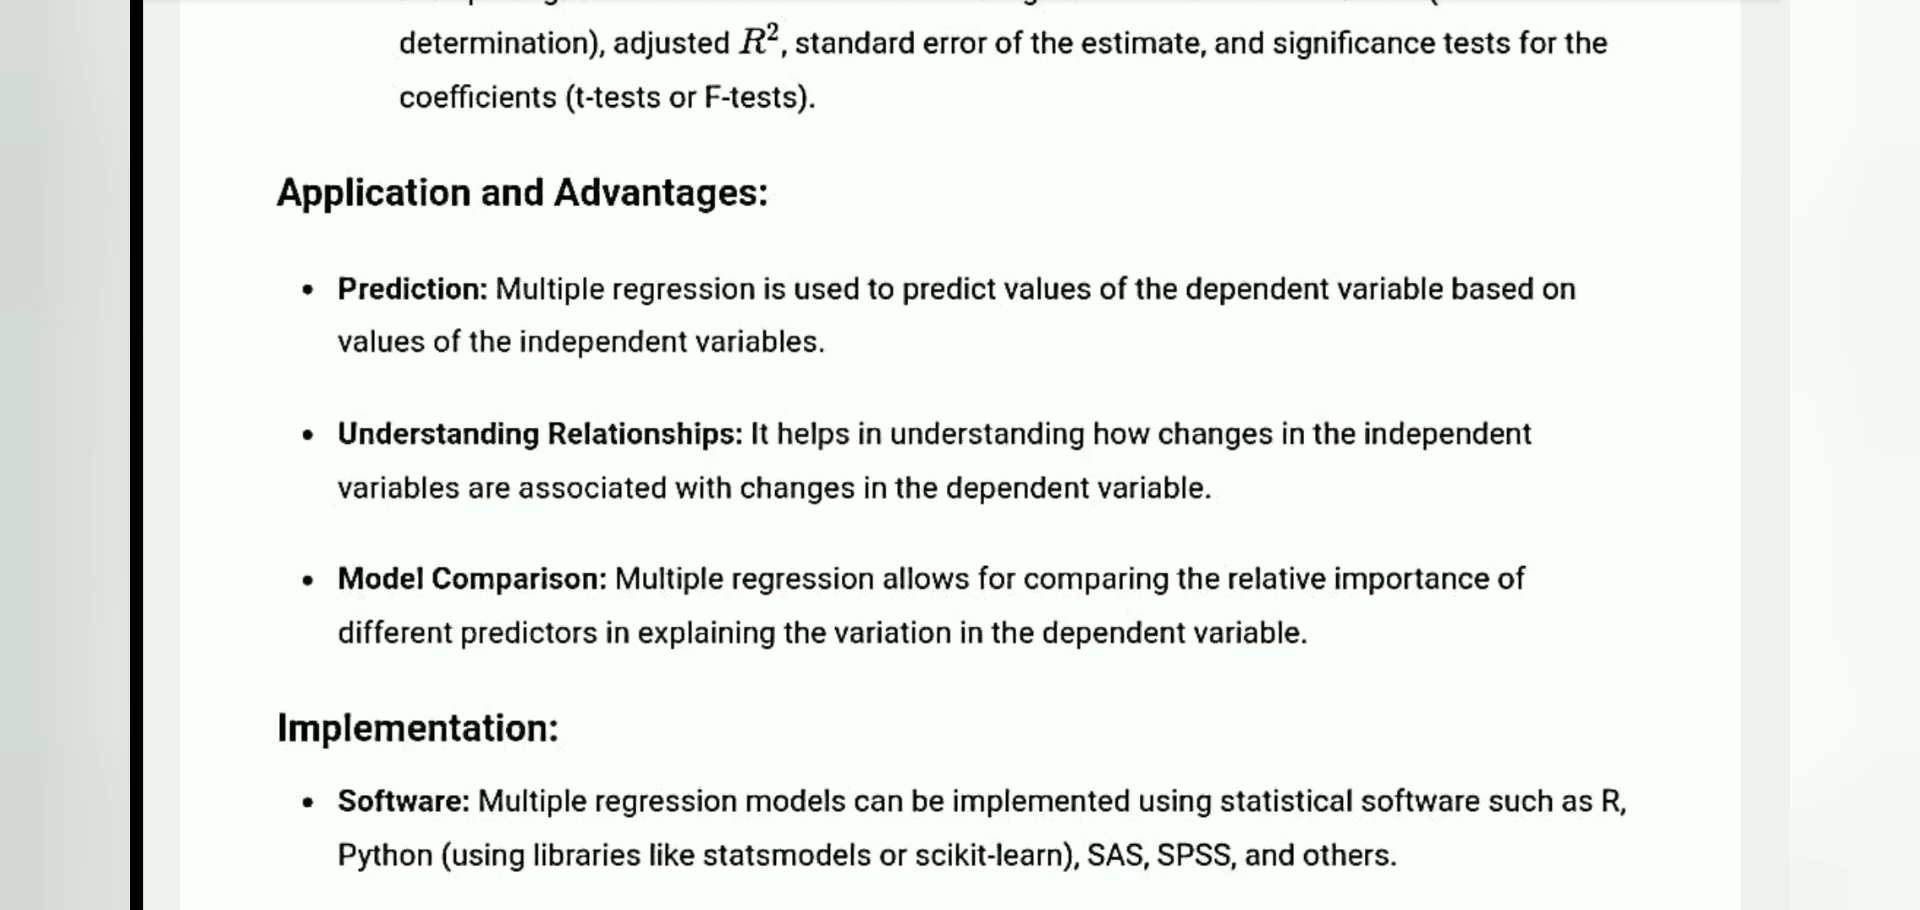 determination), adjusted R², standard error of the estimate, and significance tests for the
coefficients (t-tests or F-tests).
Application and Advantages:
• Prediction: Multiple regression is used to predict values of the dependent variable based on
values of the independent variables.
• Understanding Relationships: It helps in understanding how changes in the independent
variables are associated with changes in the dependent variable.
• Model Comparison: Multiple regression allows for comparing the relative importance of
different predictors in explaining the variation in the dependent variable.
Implementation:
• Software: Multiple regression models can be implemented using statistical software such as R,
Python (using libraries like statsmodels or scikit-learn), SAS, SPSS, and others.